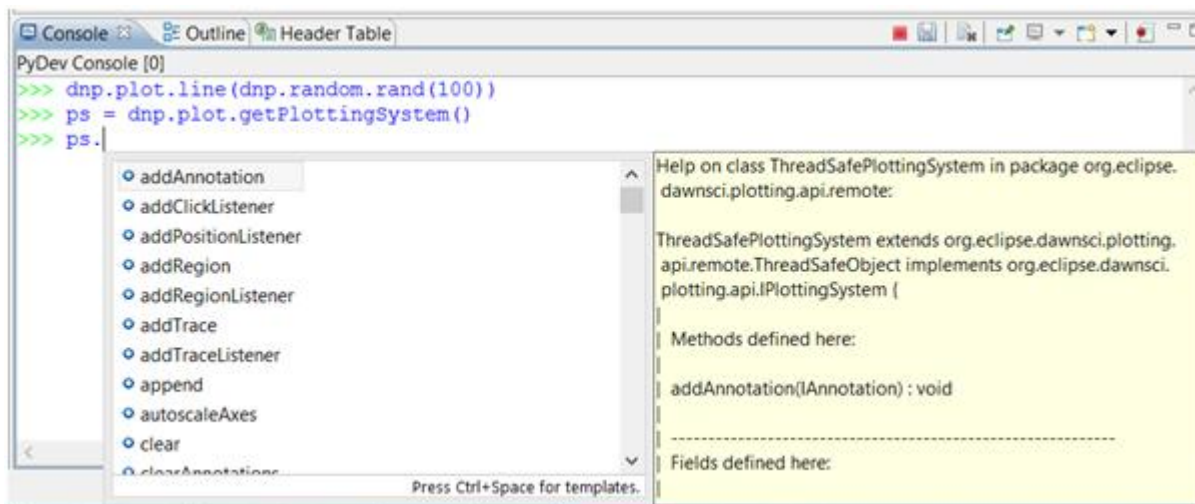 Console Outline Header Table
PyDev Console [0]
>>> dnp.plot.line(dnp.random.rand(100))
>>> ps = dnp.plot.getPlottingSystem()
>>> ps.
addAnnotation
addClickListener
addPositionListener
addRegion
addRegionListener
addTrace
addTraceListener
append
autoscaleAxes
clear
clearAnnotations
Press Ctrl+Space for templates.
Help on class ThreadSafePlottingSystem in package org.eclipse.
dawnsci.plotting.api.remote:
ThreadSafePlottingSystem extends org.eclipse.dawnsci.plotting.
api.remote.ThreadSafeObject implements org.eclipse.dawnsci.
plotting.api.IPlottingSystem {
|
| Methods defined here:
|
| addAnnotation(IAnnotation) : void
|
| ------------------------------------------------------------
| Fields defined here:
|